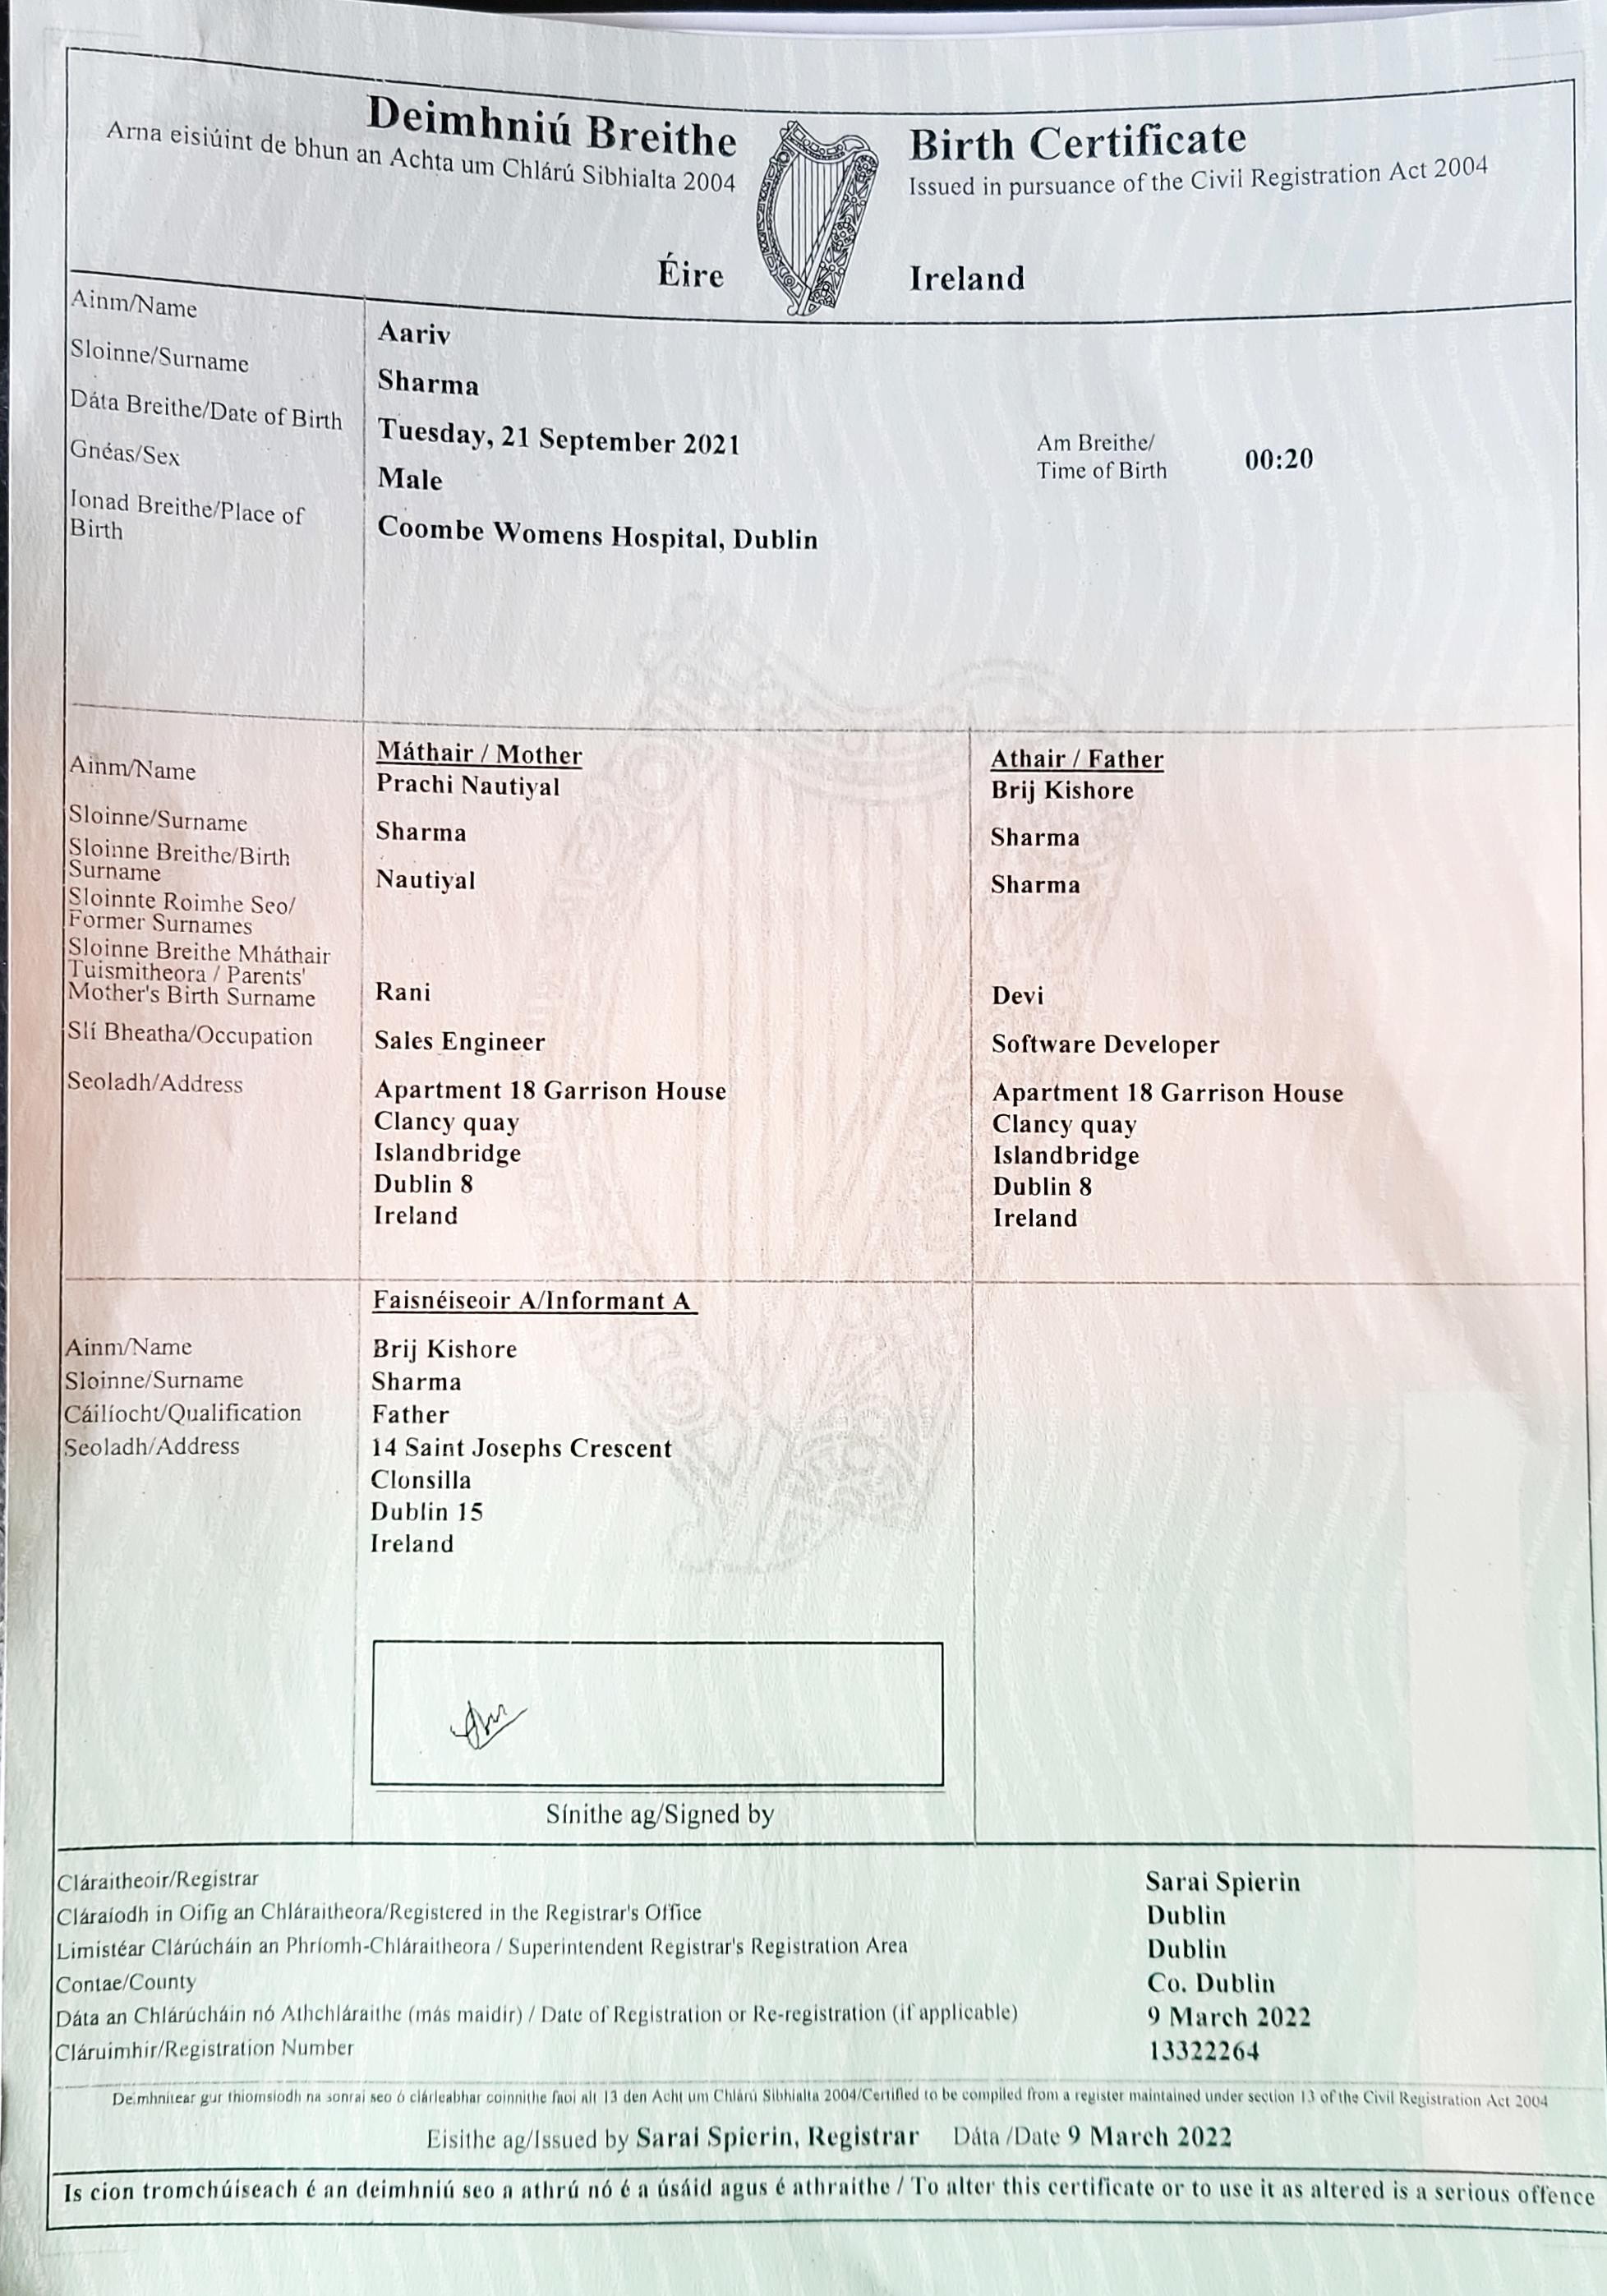 Deimhniú Breithe
Arna eisiúint de bhun an Achta um Chlárú Sibhialta 2004
Éire
Birth Certificate
Issued in pursuance of the Civil Registration Act 2004
Ireland
Ainm/Name Aariv
Sloinne/Surname Sharma
Dáta Breithe/Date of Birth Tuesday, 21 September 2021
Am Breithe/
Time of Birth 00:20
Gnéas/Sex Male
Ionad Breithe/Place of
Birth
Coombe Womens Hospital, Dublin
Máthair / Mother Athair / Father
Ainm/Name Prachi Nautiyal Brij Kishore
Sloinne/Surname Sharma Sharma
Sloinne Breithe/Birth
Surname
Nautiyal Sharma
Sloinnte Roimhe Seo/
Former Surnames
Sloinne Breithe Mháthair
Tuismitheora / Parents'
Mother's Birth Surname Rani Devi
Slí Bheatha/Occupation Sales Engineer Software Developer
Seoladh/Address Apartment 18 Garrison House Apartment 18 Garrison House
Clancy quay Clancy quay
Islandbridge Islandbridge
Dublin 8 Dublin 8
Ireland Ireland
Faisnéiseoir A/Informant A
Ainm/Name Brij Kishore
Sloinne/Surname Sharma
Cáilíocht/Qualification Father
Seoladh/Address 14 Saint Josephs Crescent
Clonsilla
Dublin 15
Ireland
Sínithe ag/Signed by
Cláraitheoir/Registrar Sarai Spierin
Cláraíodh in Oifig an Chláraitheora/Registered in the Registrar's Office Dublin
Limistéar Clárúcháin an Phríomh-Chláraitheora / Superintendent Registrar's Registration Area Dublin
Contae/County Co. Dublin
Dáta an Chlárúcháin nó Athchláraithe (más maidir) / Date of Registration or Re-registration (if applicable) 9 March 2022
Cláruimhir/Registration Number 13322264
Deimhnítear gur thiomsíodh na sonraí seo ó clárleabhar coinnithe faoi alt 13 den Acht um Chlárú Sibhialta 2004/Certified to be compiled from a register maintained under section 13 of the Civil Registration Act 2004
Eisithe ag/Issued by Sarai Spierin, Registrar Dáta /Date 9 March 2022
Is cion tromchúiseach é an deimhniú seo a athrú nó é a úsáid agus é athraithe / To alter this certificate or to use it as altered is a serious offence